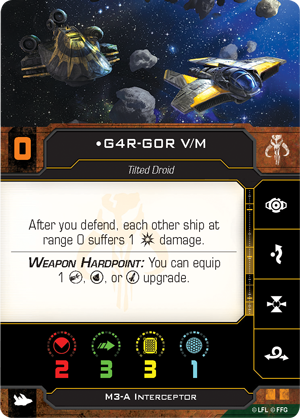 0
•G4R-G0R V/M
Tilted Droid
After you defend, each other ship at
range 0 suffers 1 damage.
WEAPON HARDPOINT: You can equip
1 , , or upgrade.
2 3 3 1
M3-A INTERCEPTOR
© LFL © FFG